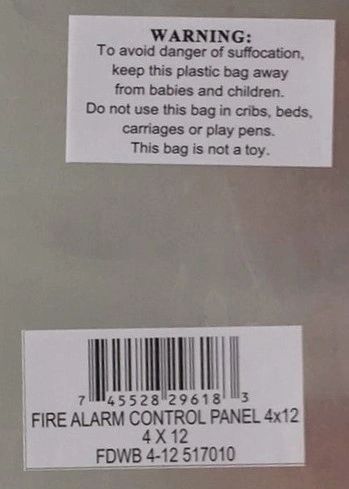 WARNING:
To avoid danger of suffocation,
keep this plastic bag away
from babies and children.
Do not use this bag in cribs, beds,
carriages or play pens.
This bag is not a toy.
7 45528 29618 3
FIRE ALARM CONTROL PANEL 4x12
4 X 12
FDWB 4-12 517010